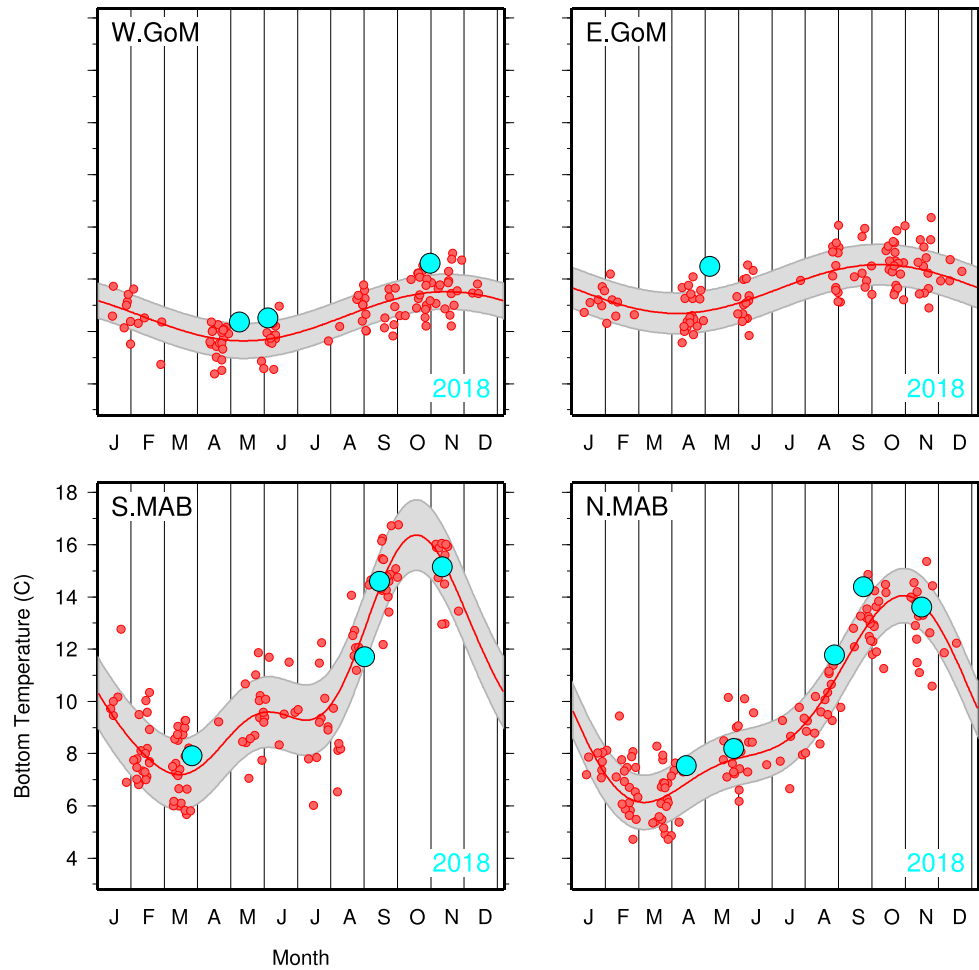 W.GoM
E.GoM
2018
2018
J F M A M J J A S O N D
J F M A M J J A S O N D
S.MAB
N.MAB
18
16
14
12
10
8
6
4
Bottom Temperature (C)
2018
2018
J F M A M J J A S O N D
J F M A M J J A S O N D
Month